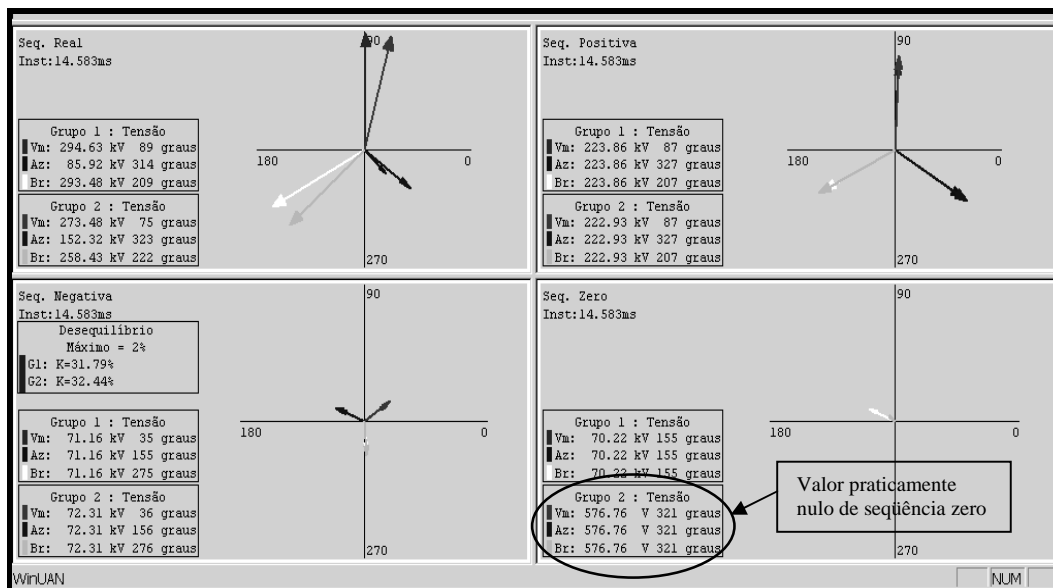 Seq. Real
Inst:14.583ms
90
180
0
270
Grupo 1 : Tensão
Vm: 294.63 kV 89 graus
Az: 85.92 kV 314 graus
Br: 293.48 kV 209 graus
Grupo 2 : Tensão
Vm: 273.48 kV 75 graus
Az: 152.32 kV 323 graus
Br: 258.43 kV 222 graus
Seq. Positiva
Inst:14.583ms
90
180
0
270
Grupo 1 : Tensão
Vm: 223.86 kV 87 graus
Az: 223.86 kV 327 graus
Br: 223.86 kV 207 graus
Grupo 2 : Tensão
Vm: 222.93 kV 87 graus
Az: 222.93 kV 327 graus
Br: 222.93 kV 207 graus
Seq. Negativa
Inst:14.583ms
Desequilíbrio
Máximo = 2%
G1: K=31.79%
G2: K=32.44%
90
180
0
270
Grupo 1 : Tensão
Vm: 71.16 kV 35 graus
Az: 71.16 kV 155 graus
Br: 71.16 kV 275 graus
Grupo 2 : Tensão
Vm: 72.31 kV 36 graus
Az: 72.31 kV 156 graus
Br: 72.31 kV 276 graus
Seq. Zero
Inst:14.583ms
90
180
0
270
Grupo 1 : Tensão
Vm: 70.22 kV 155 graus
Az: 70.22 kV 155 graus
Br: 70.22 kV 155 graus
Grupo 2 : Tensão
Vm: 576.76 V 321 graus
Az: 576.76 V 321 graus
Br: 576.76 V 321 graus
Valor praticamente
nulo de seqüência zero
WinUAN
NUM